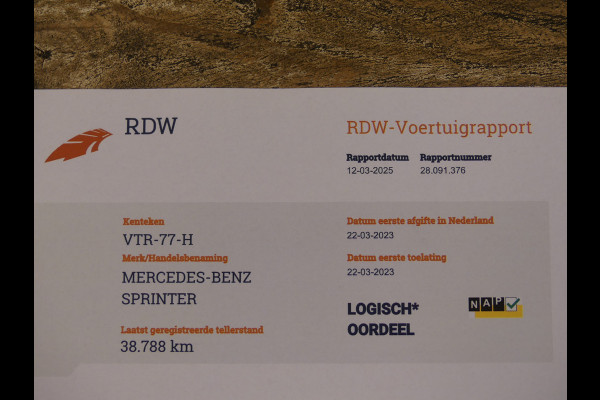 RDW
RDW-Voertuigrapport
Rapportdatum Rapportnummer
12-03-2025 28.091.376
Kenteken
VTR-77-H
Merk/Handelsbenaming
MERCEDES-BENZ
SPRINTER
Laatst geregistreerde tellerstand
38.788 km
Datum eerste afgifte in Nederland
22-03-2023
Datum eerste toelating
22-03-2023
LOGISCH*
OORDEEL
NAP